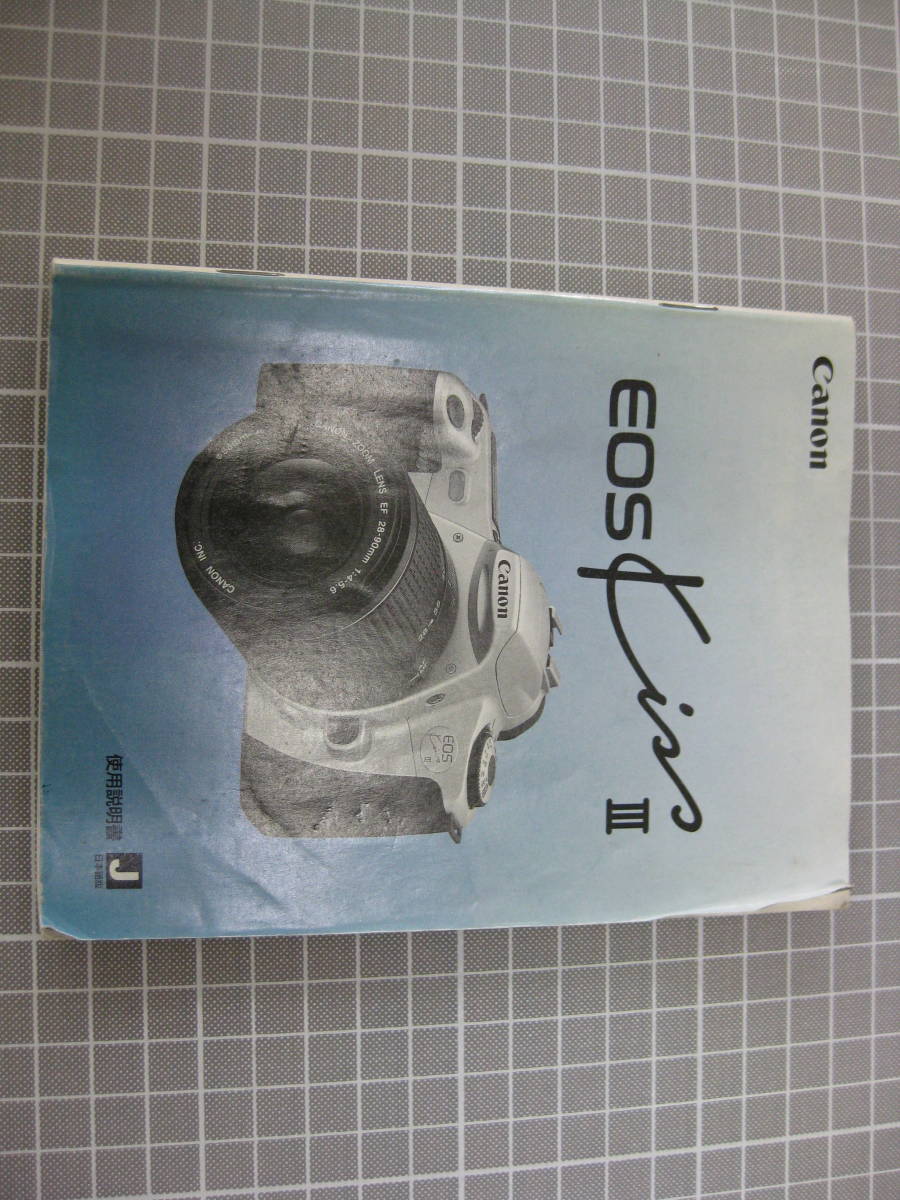 Canon
EOS Kiss III
Canon
EOS
CANON ZOOM LENS EF 28-90mm 1:4-5.6
CANON INC.
使用説明書
J
日本語版